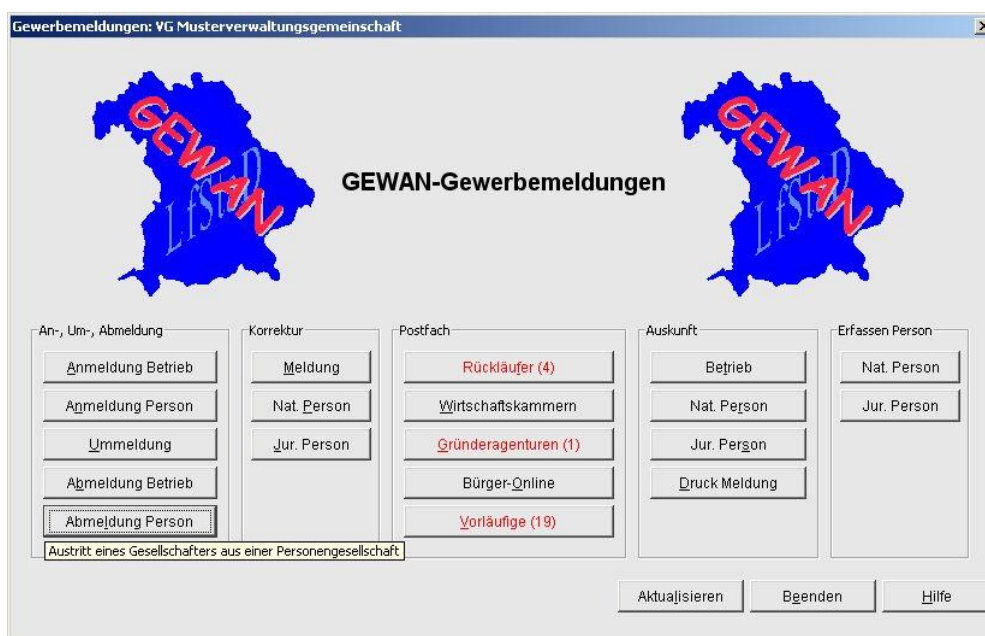 Gewerbemeldungen: VG Musterverwaltungsgemeinschaft
GEWAN
LfStaD
GEWAN-Gewerbemeldungen
GEWAN
LfStaD
An-, Um-, Abmeldung
Anmeldung Betrieb
Anmeldung Person
Ummeldung
Abmeldung Betrieb
Abmeldung Person
Austritt eines Gesellschafters aus einer Personengesellschaft
Korrektur
Meldung
Nat. Person
Jur. Person
Postfach
Rückläufer (4)
Wirtschaftskammern
Gründeragenturen (1)
Bürger-Online
Vorläufige (19)
Auskunft
Betrieb
Nat. Person
Jur. Person
Druck Meldung
Erfassen Person
Nat. Person
Jur. Person
Aktualisieren
Beenden
Hilfe